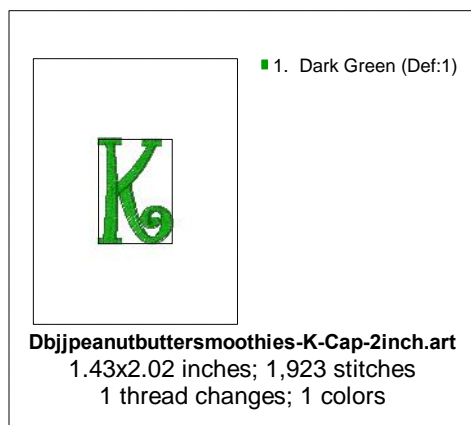 1. Dark Green (Def:1)
K
Dbjjpeanutbuttersmoothies-K-Cap-2inch.art
1.43x2.02 inches; 1,923 stitches
1 thread changes; 1 colors